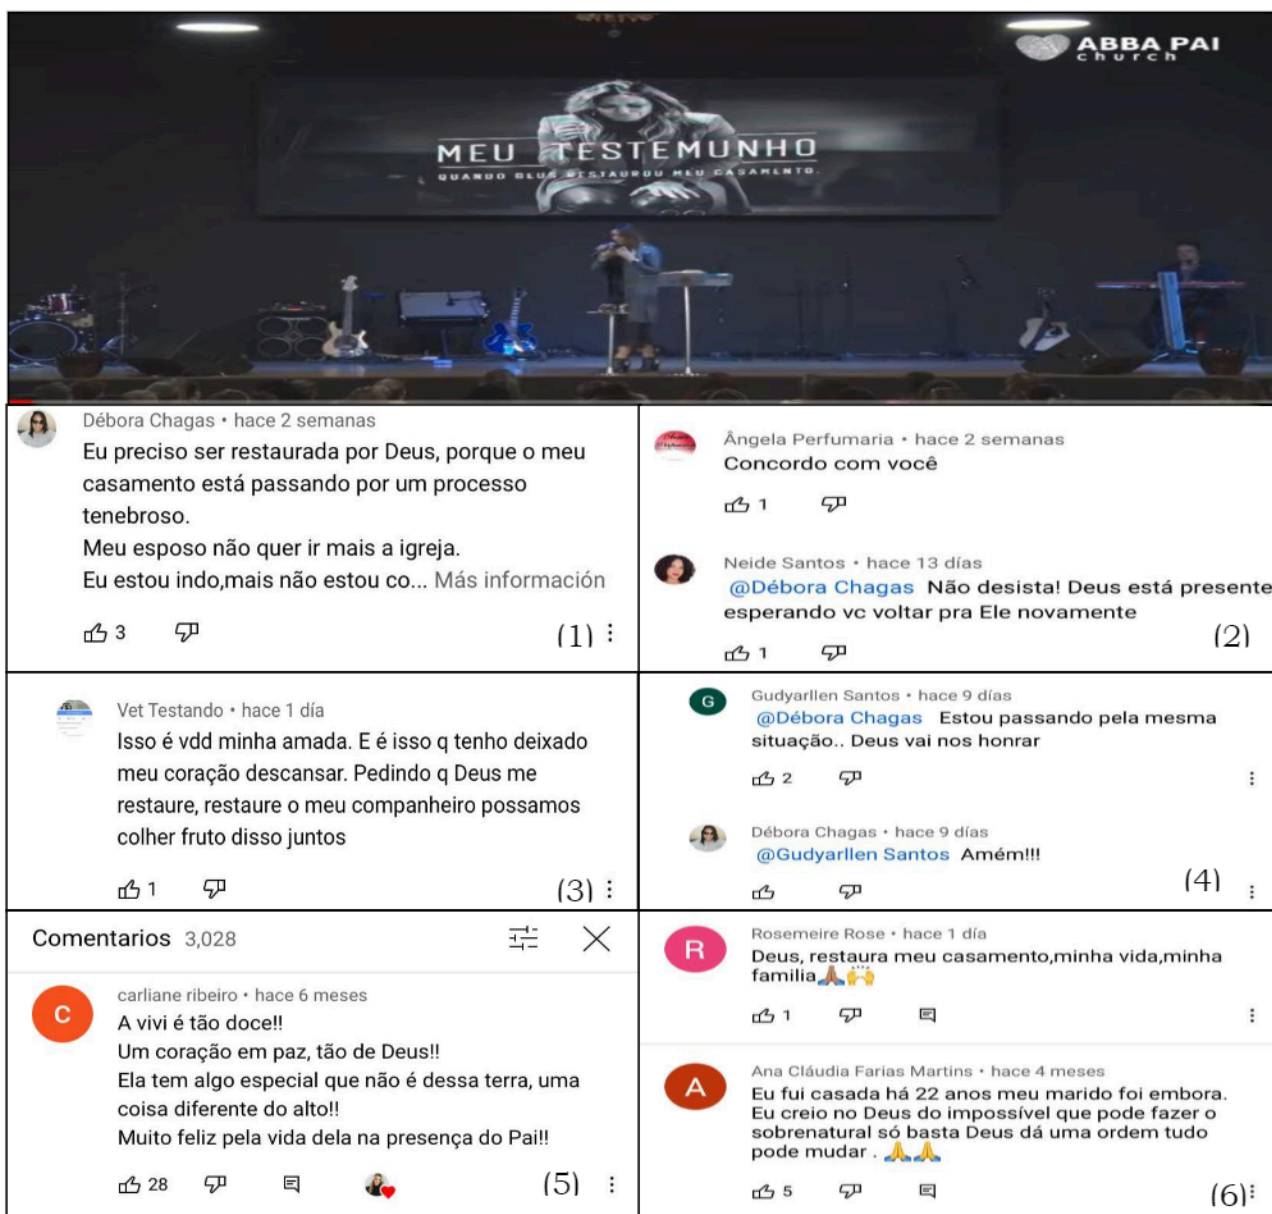 ABBA PAI
church
MEU TESTEMUNHO
QUANDO DEUS RESTAUROU MEU CASAMENTO.
Débora Chagas • hace 2 semanas
Eu preciso ser restaurada por Deus, porque o meu
casamento está passando por um processo
tenebroso.
Meu esposo não quer ir mais a igreja.
Eu estou indo,mais não estou co... Más información
3
(1)
Ângela Perfumaria • hace 2 semanas
Concordo com você
1
Neide Santos • hace 13 días
@Débora Chagas Não desista! Deus está presente
esperando vc voltar pra Ele novamente
1
(2)
Vet Testando • hace 1 día
Isso é vdd minha amada. E é isso q tenho deixado
meu coração descansar. Pedindo q Deus me
restaure, restaure o meu companheiro possamos
colher fruto disso juntos
1
(3)
G
Gudyarllen Santos • hace 9 días
@Débora Chagas Estou passando pela mesma
situação.. Deus vai nos honrar
2
Débora Chagas • hace 9 días
@Gudyarllen Santos Amém!!!
(4)
Comentarios 3,028
C
carliane ribeiro • hace 6 meses
A vivi é tão doce!!
Um coração em paz, tão de Deus!!
Ela tem algo especial que não é dessa terra, uma
coisa diferente do alto!!
Muito feliz pela vida dela na presença do Pai!!
28
(5)
R
Rosemeire Rose • hace 1 día
Deus, restaura meu casamento,minha vida,minha
familia🙏🏽🙌
1
A
Ana Cláudia Farias Martins • hace 4 meses
Eu fui casada há 22 anos meu marido foi embora.
Eu creio no Deus do impossível que pode fazer o
sobrenatural só basta Deus dá uma ordem tudo
pode mudar . 🙏🙏
5
(6)